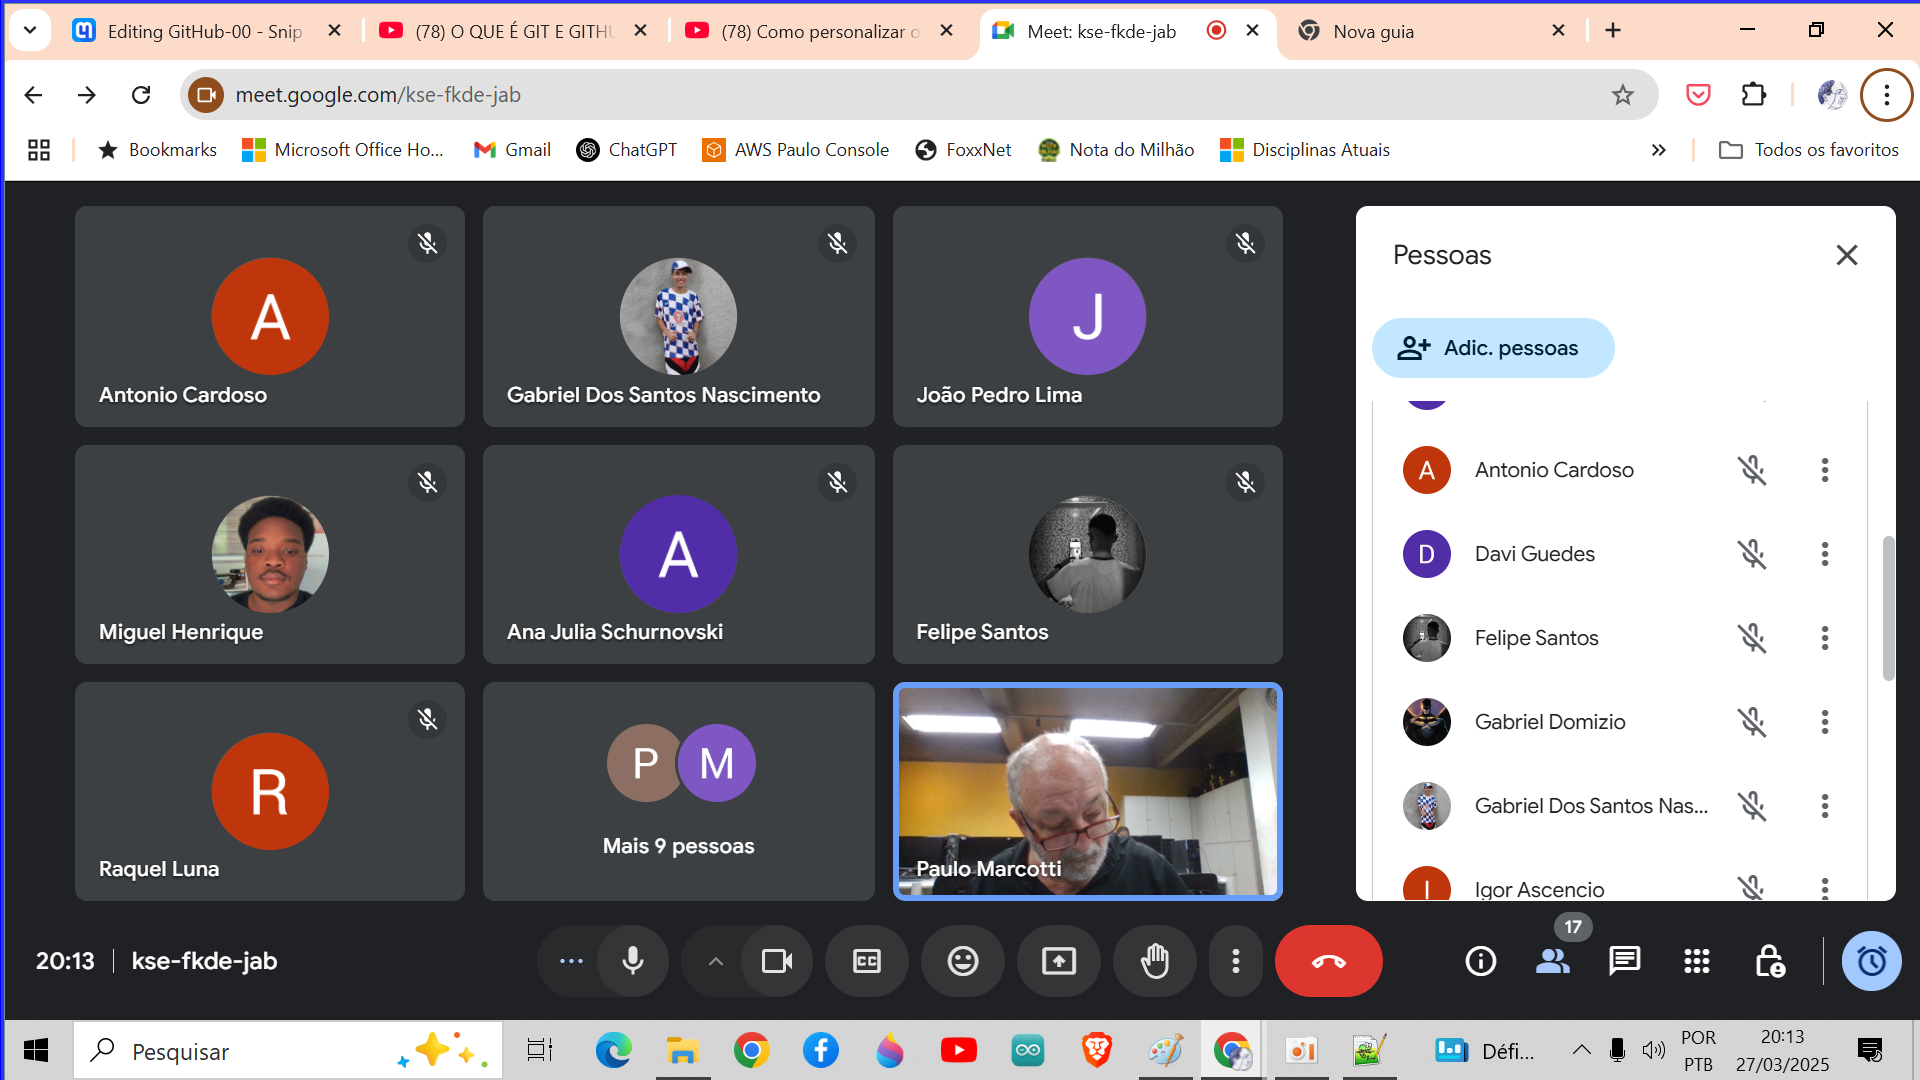 Editing GitHub-00 - Snip
(78) O QUE É GIT E GITHU
(78) Como personalizar o
Meet: kse-fkde-jab
Nova guia
meet.google.com/kse-fkde-jab
Bookmarks
Microsoft Office Ho...
Gmail
ChatGPT
AWS Paulo Console
FoxxNet
Nota do Milhão
Disciplinas Atuais
Todos os favoritos
A
Antonio Cardoso
Gabriel Dos Santos Nascimento
J
João Pedro Lima
Miguel Henrique
A
Ana Julia Schurnovski
Felipe Santos
R
Raquel Luna
P M
Mais 9 pessoas
Paulo Marcotti
Pessoas
Adic. pessoas
A Antonio Cardoso
D Davi Guedes
Felipe Santos
Gabriel Domizio
Gabriel Dos Santos Nas...
I Igor Ascencio
20:13 kse-fkde-jab
CC
17
Pesquisar
Défi...
POR
PTB
20:13
27/03/2025